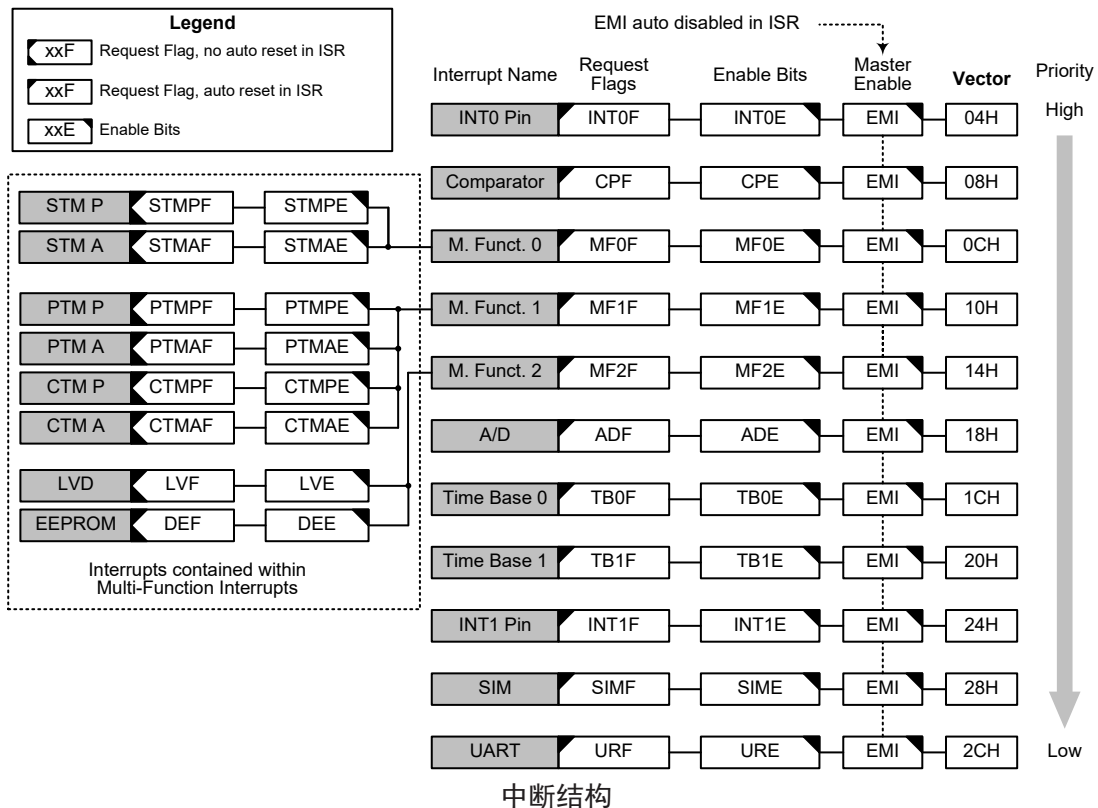 Legend
xxF Request Flag, no auto reset in ISR
xxF Request Flag, auto reset in ISR
xxE Enable Bits
EMI auto disabled in ISR
Interrupt Name Request Flags Enable Bits Master Enable Vector Priority
INT0 Pin INT0F INT0E EMI 04H High
Comparator CPF CPE EMI 08H
STM P STMPF STMPE
STM A STMAF STMAE M. Funct. 0 MF0F MF0E EMI 0CH
PTM P PTMPF PTMPE M. Funct. 1 MF1F MF1E EMI 10H
PTM A PTMAF PTMAE
CTM P CTMPF CTMPE M. Funct. 2 MF2F MF2E EMI 14H
CTM A CTMAF CTMAE A/D ADF ADE EMI 18H
LVD LVF LVE Time Base 0 TB0F TB0E EMI 1CH
EEPROM DEF DEE
Interrupts contained within
Multi-Function Interrupts
Time Base 1 TB1F TB1E EMI 20H
INT1 Pin INT1F INT1E EMI 24H
SIM SIMF SIME EMI 28H
UART URF URE EMI 2CH Low
中断结构